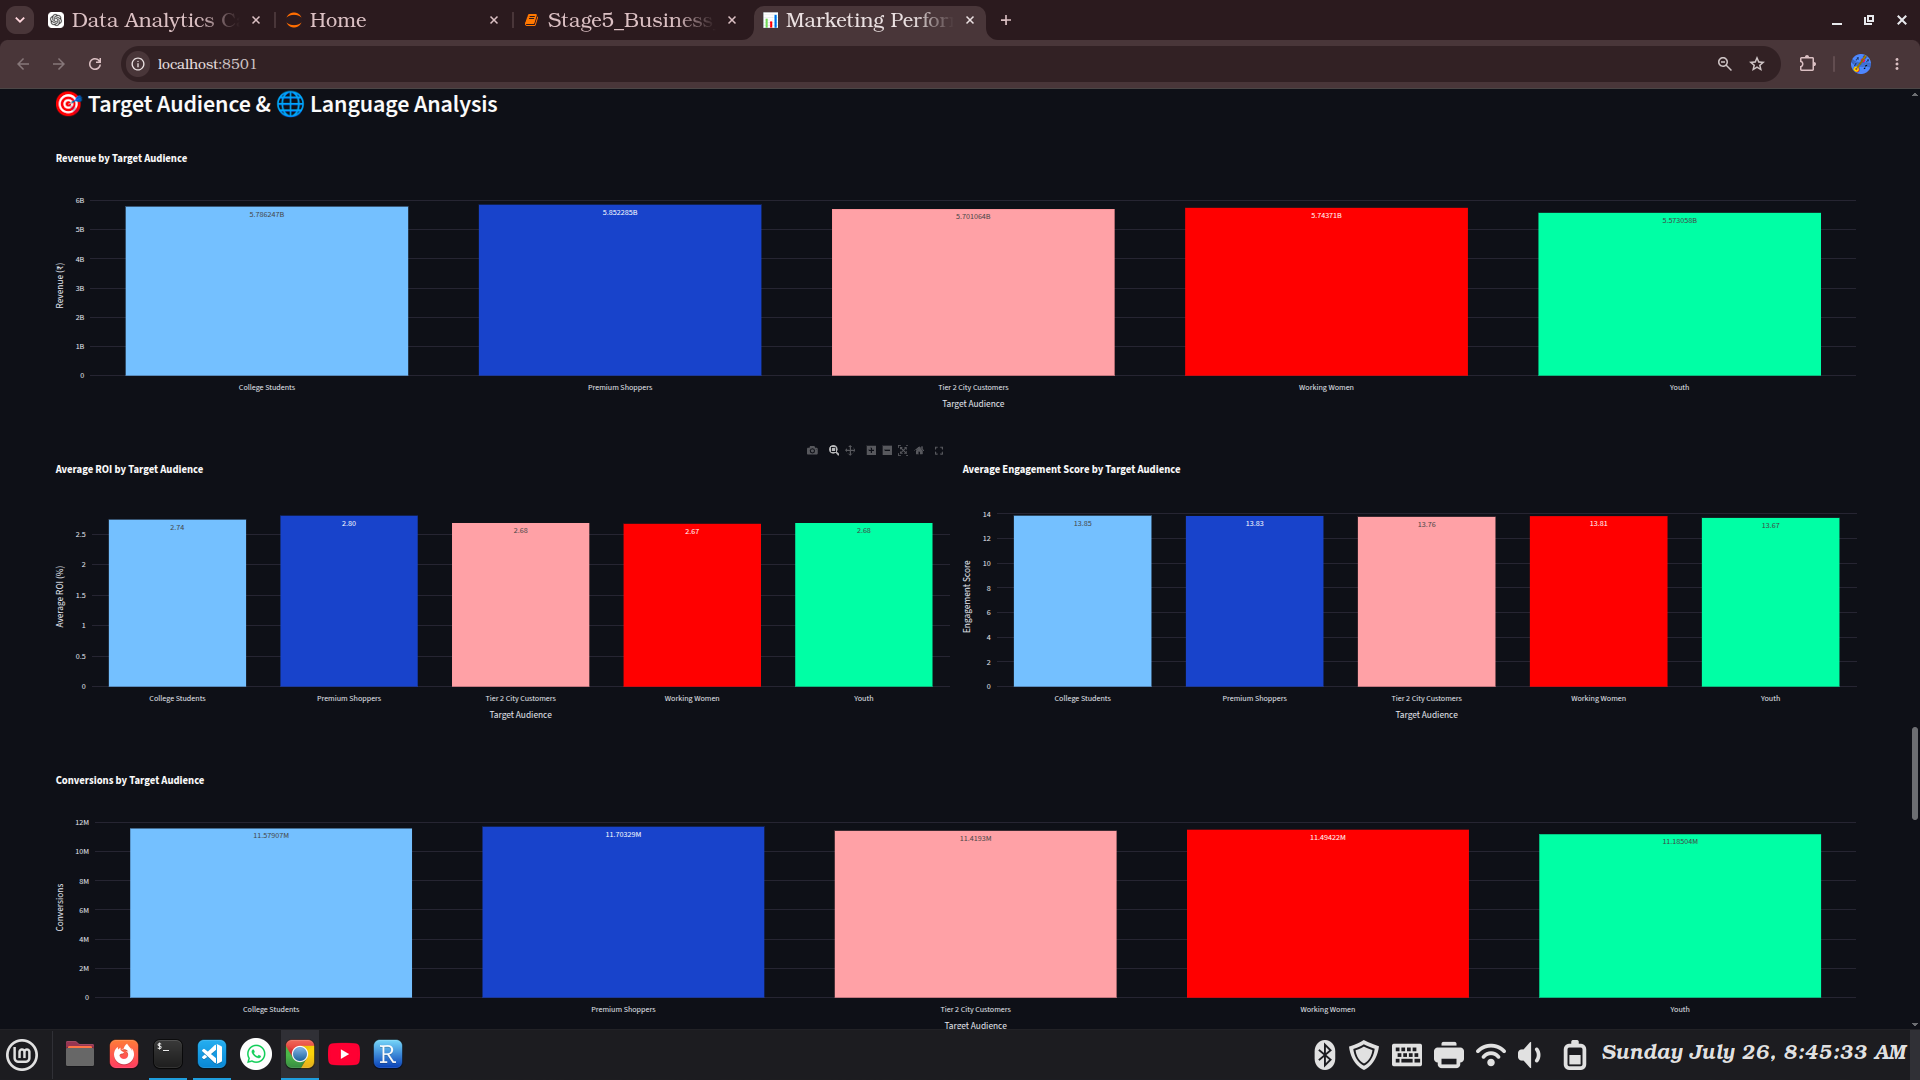 Data Analytics C
Home
Stage5_Business
Marketing Perfor
localhost:8501
Target Audience & Language Analysis
Revenue by Target Audience
Revenue (₹)
6B
5B
4B
3B
2B
1B
0
5.786247B
5.852285B
5.701064B
5.74371B
5.573058B
College Students
Premium Shoppers
Tier 2 City Customers
Working Women
Youth
Target Audience
Average ROI by Target Audience
Average ROI (%)
2.5
2
1.5
1
0.5
0
2.74
2.80
2.68
2.67
2.68
College Students
Premium Shoppers
Tier 2 City Customers
Working Women
Youth
Target Audience
Average Engagement Score by Target Audience
Engagement Score
14
12
10
8
6
4
2
0
13.85
13.83
13.76
13.81
13.67
College Students
Premium Shoppers
Tier 2 City Customers
Working Women
Youth
Target Audience
Conversions by Target Audience
Conversions
12M
10M
8M
6M
4M
2M
0
11.57907M
11.70329M
11.4193M
11.49422M
11.18504M
College Students
Premium Shoppers
Tier 2 City Customers
Working Women
Youth
Target Audience
Sunday July 26, 8:45:33 AM